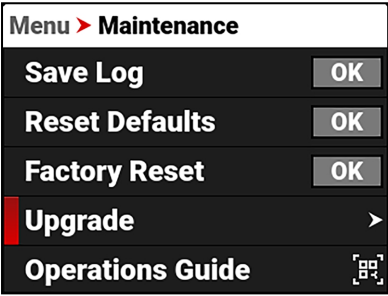 Menu ➤ Maintenance
Save Log OK
Reset Defaults OK
Factory Reset OK
Upgrade
Operations Guide